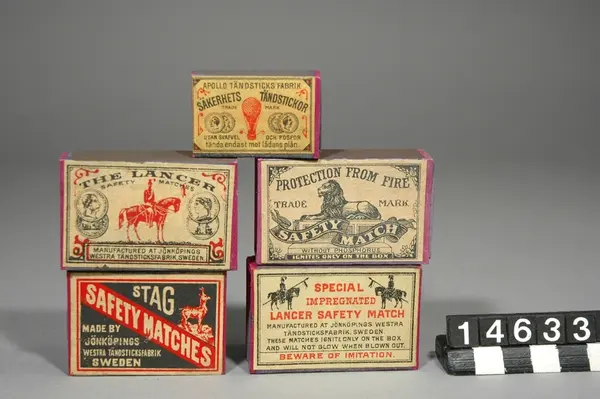 APOLLO TÄNDSTICKS FABRIK
SÄKERHETS TÄNDSTICKOR
TRADE MARK
UTAN SVAFVEL OCH FOSFOR
tända endast mot lådans plån.
THE LANCER
SAFETY MATCHES
MANUFACTURED AT JÖNKÖPINGS
WESTRA TÄNDSTICKSFABRIK, SWEDEN
PROTECTION FROM FIRE
TRADE MARK
SAFETY MATCH
WITHOUT PHOSPHORUS
IGNITES ONLY ON THE BOX
STAG
SAFETY MATCHES
MADE BY
JÖNKÖPINGS
WESTRA TÄNDSTICKSFABRIK
SWEDEN
SPECIAL
IMPREGNATED
LANCER SAFETY MATCH
MANUFACTURED AT JÖNKÖPINGS WESTRA
TÄNDSTICKSFABRIK, SWEDEN
THESE MATCHES IGNITE ONLY ON THE BOX
AND WILL NOT GLOW WHEN BLOWN OUT.
BEWARE OF IMITATION.
14633